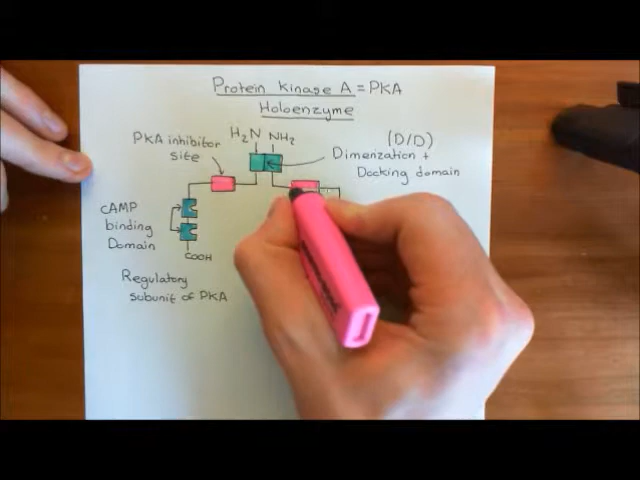 Protein Kinase A = PKA
Holoenzyme
H₂N NH₂
PKA inhibitor
site
(D/D)
Dimerization +
Docking domain
cAMP
binding
Domain
COOH
Regulatory
subunit of PKA